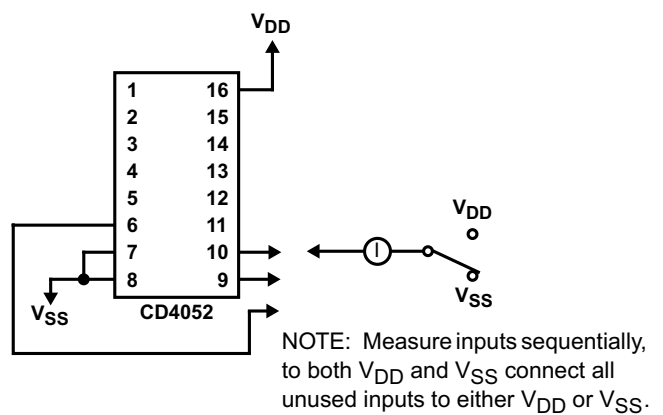 VDD
1 16
2 15
3 14
4 13
5 12
6 11
7 10
8 9
VSS
CD4052
I
VDD
VSS
NOTE: Measure inputs sequentially,
to both VDD and VSS connect all
unused inputs to either VDD or VSS.